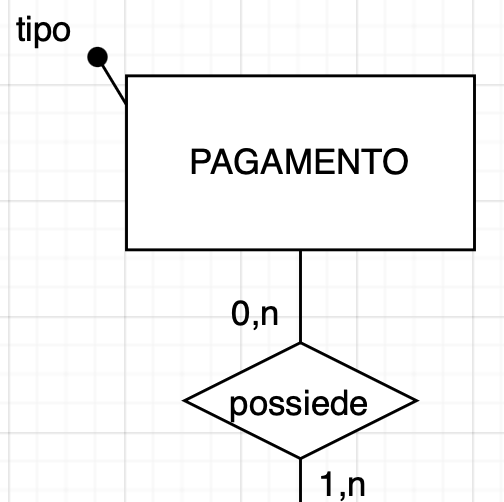 tipo
PAGAMENTO
0,n
possiede
1,n